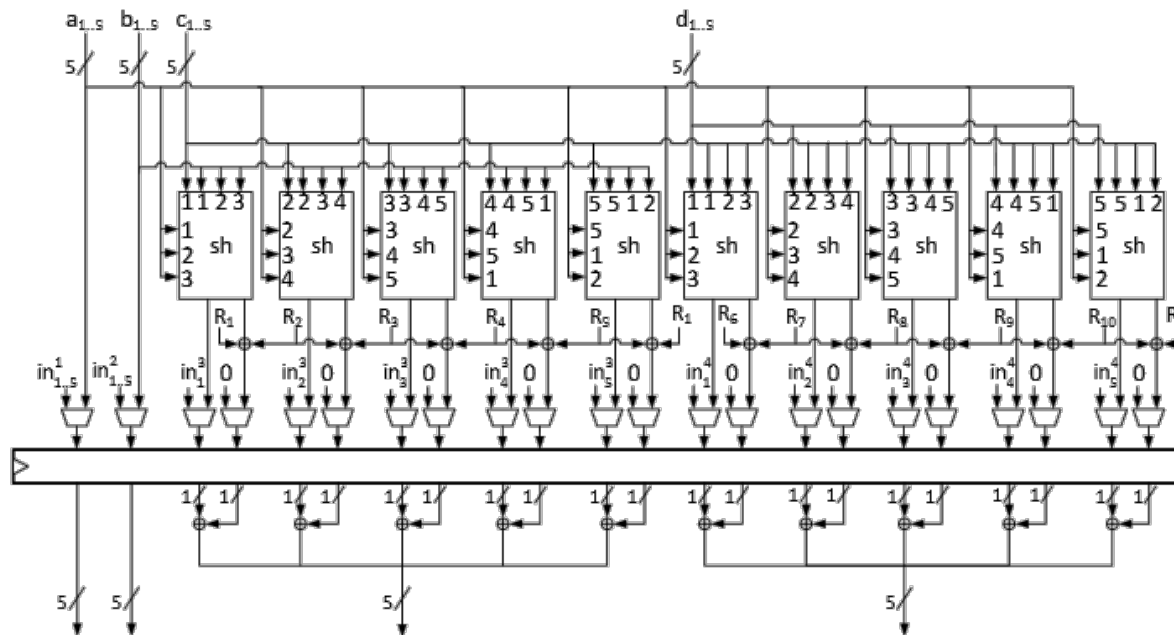 a1..s b1..s c1..s d1..s
5 5 5 5
1 1 2 3 2 2 3 4 3 3 4 5 4 4 5 1 5 5 1 2 1 1 2 3 2 2 3 4 3 3 4 5 4 4 5 1 5 5 1 2
1 2 3 4 5 1 2 3 4 5
sh sh sh sh sh sh sh sh sh sh
2 3 4 5 1 2 3 4 5 1
3 4 5 1 2 3 4 5 1 2
R1 R2 R3 R4 R5 R1 R6 R7 R8 R9 R10 R
in¹1..s in²1..s in³1 0 in³2 0 in³3 0 in³4 0 in³5 0 in⁴1 0 in⁴2 0 in⁴3 0 in⁴4 0 in⁴5 0
1 1 1 1 1 1 1 1 1 1 1 1 1 1 1 1 1 1 1 1
5 5 5 5